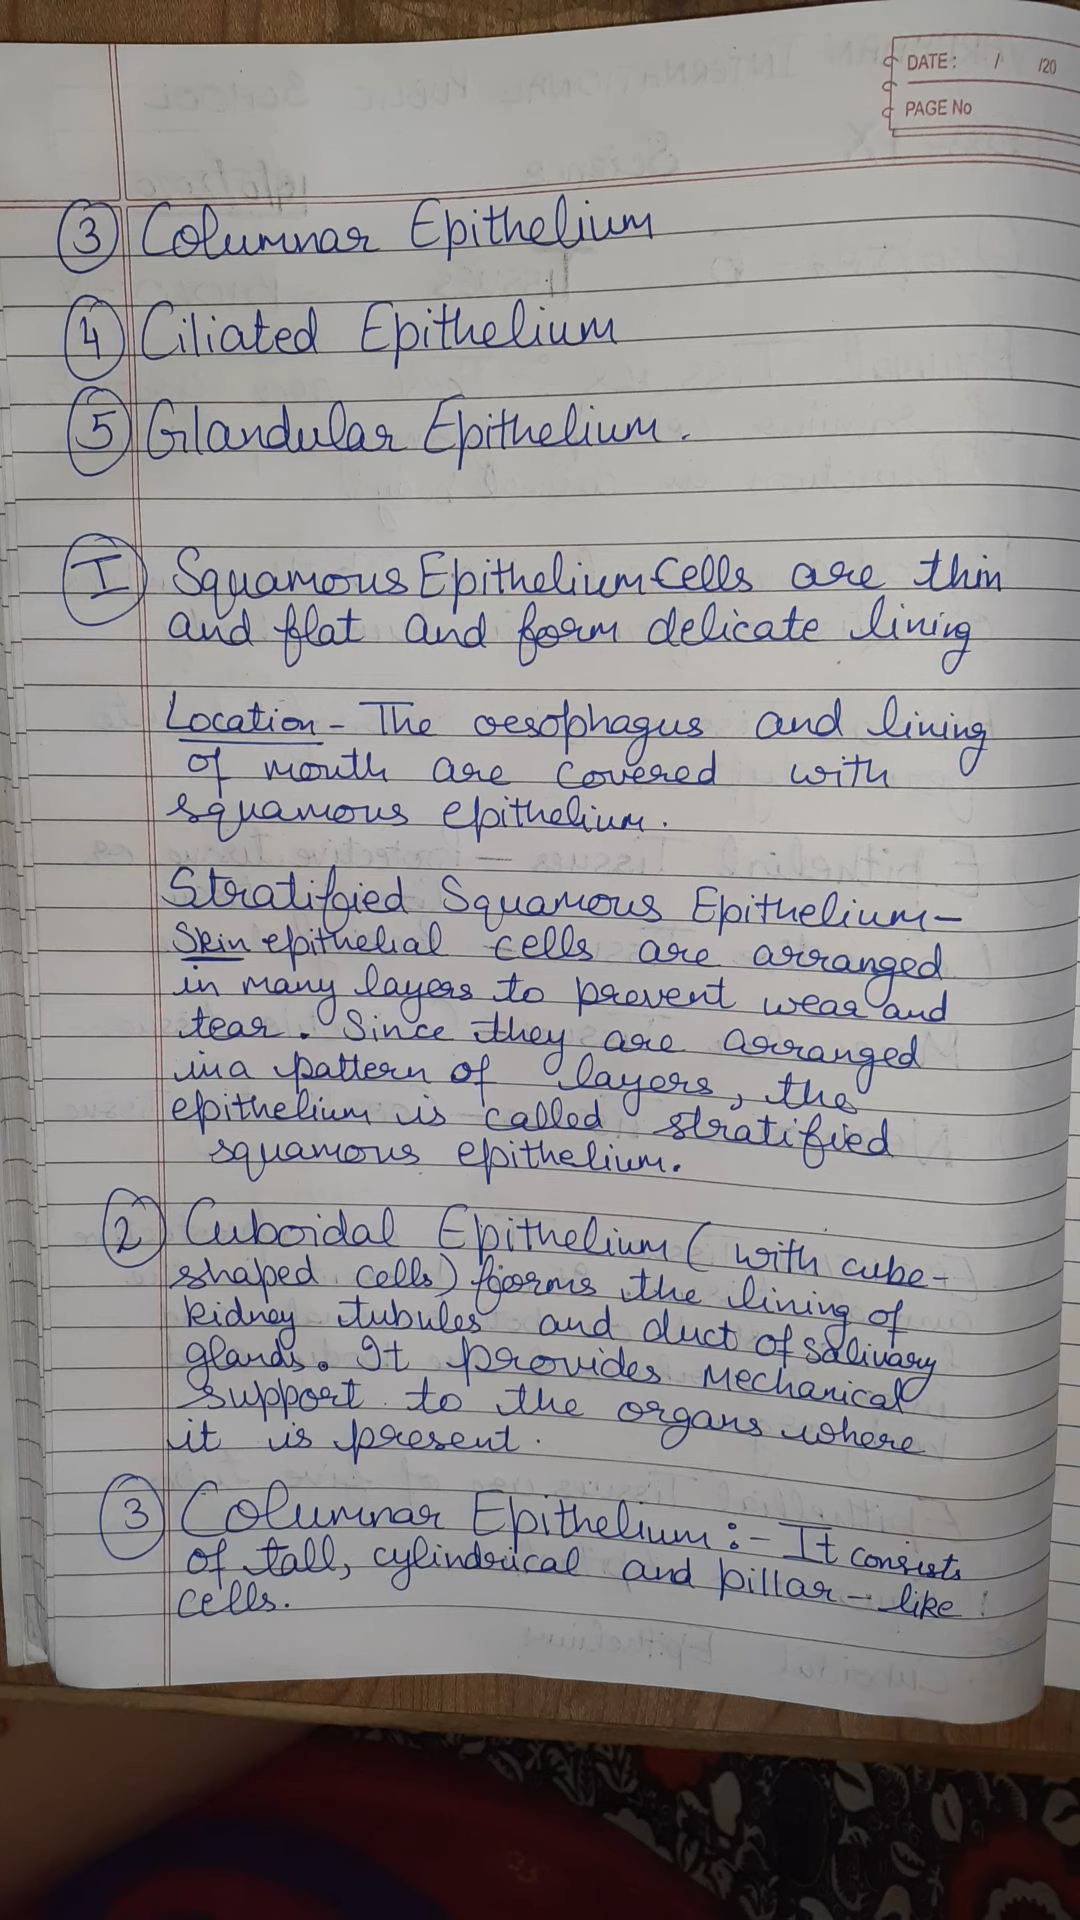 DATE: / /20
PAGE No
③ Columnar Epithelium
④ Ciliated Epithelium
⑤ Glandular Epithelium.
I Squamous Epithelium Cells are thin
and flat and form delicate lining
Location - The oesophagus and lining
of mouth are covered with
squamous epithelium.
Stratified Squamous Epithelium-
Skin epithelial cells are arranged
in many layers to prevent wear and
tear. Since they are arranged
in a pattern of layers, the
epithelium is called stratified
squamous epithelium.
② Cuboidal Epithelium (with cube-
shaped cells) forms the lining of
kidney tubules and duct of salivary
glands. It provides Mechanical
support to the organs where
it is present.
③ Columnar Epithelium :- It consists
of tall, cylindrical and pillar-like
cells.